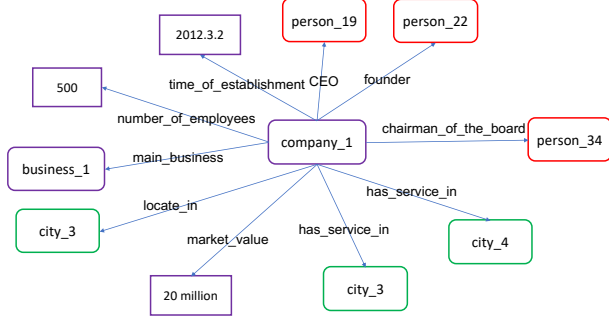 person_19
person_22
2012.3.2
time_of_establishment
CEO
founder
500
number_of_employees
company_1
chairman_of_the_board
person_34
main_business
business_1
locate_in
has_service_in
city_3
market_value
has_service_in
city_4
20 million
city_3